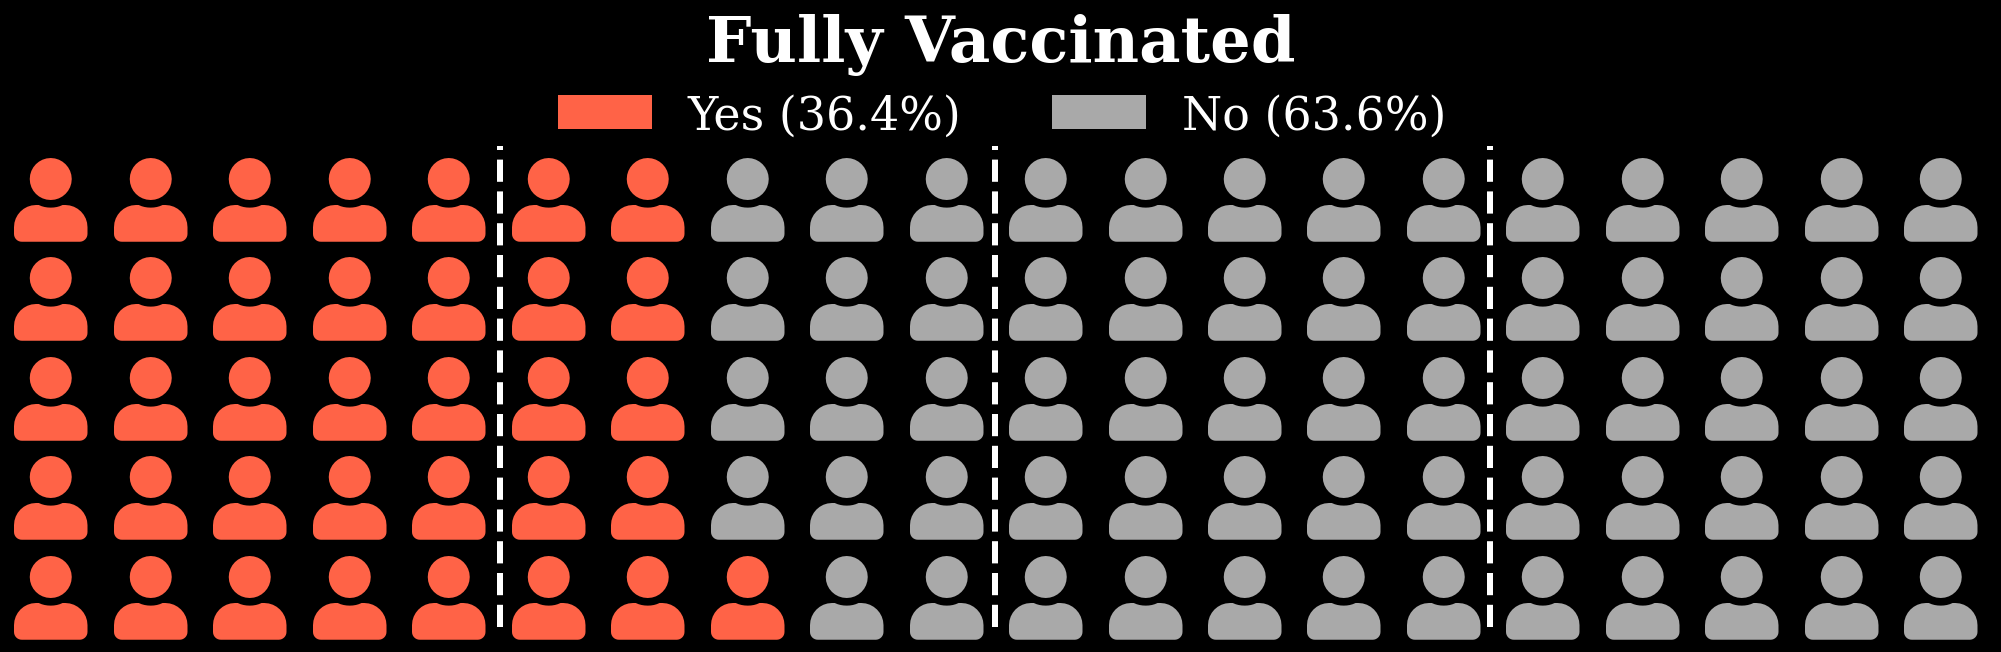 Fully Vaccinated
Yes (36.4%) No (63.6%)